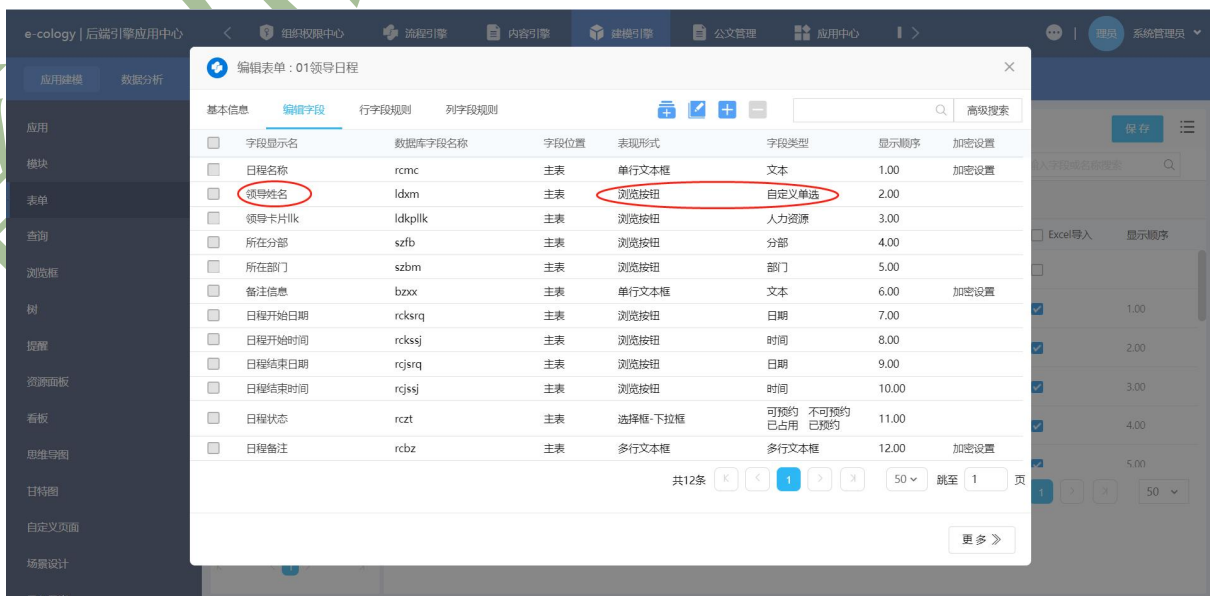 e-cology | 后端引擎应用中心 < 组织权限中心 流程引擎 内容引擎 建模引擎 公文管理 应用中心 | > | 理员 系统管理员
应用建模 数据分析
编辑表单 : 01领导日程 ×
基本信息 编辑字段 行字段规则 列字段规则 高级搜索
保存
字段显示名 数据库字段名称 字段位置 表现形式 字段类型 显示顺序 加密设置
日程名称 rcmc 主表 单行文本框 文本 1.00 加密设置
领导姓名 ldxm 主表 浏览按钮 自定义单选 2.00
领导卡片llk ldkpllk 主表 浏览按钮 人力资源 3.00
所在分部 szfb 主表 浏览按钮 分部 4.00
所在部门 szbm 主表 浏览按钮 部门 5.00
备注信息 bzxx 主表 单行文本框 文本 6.00 加密设置
日程开始日期 rcksrq 主表 浏览按钮 日期 7.00
日程开始时间 rckssj 主表 浏览按钮 时间 8.00
日程结束日期 rcjsrq 主表 浏览按钮 日期 9.00
日程结束时间 rcjssj 主表 浏览按钮 时间 10.00
日程状态 rczt 主表 选择框-下拉框 可预约 不可预约 11.00
已占用 已预约
日程备注 rcbz 主表 多行文本框 多行文本框 12.00 加密设置
共12条 1 50 跳至 1 页
更多
应用
模块
表单
查询
浏览框
树
提醒
资源面板
看板
思维导图
甘特图
自定义页面
场景设计
输入字段或名称搜索
Excel导入 显示顺序
1.00
2.00
3.00
4.00
5.00
1 50
1